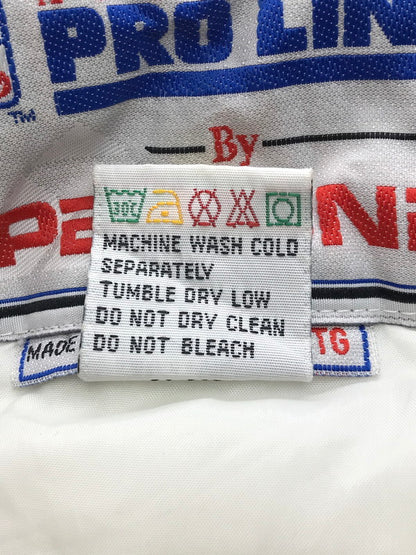 PRO LIN
TM
By
30°
MACHINE WASH COLD
SEPARATELY
TUMBLE DRY LOW
DO NOT DRY CLEAN
DO NOT BLEACH
MADE
TG